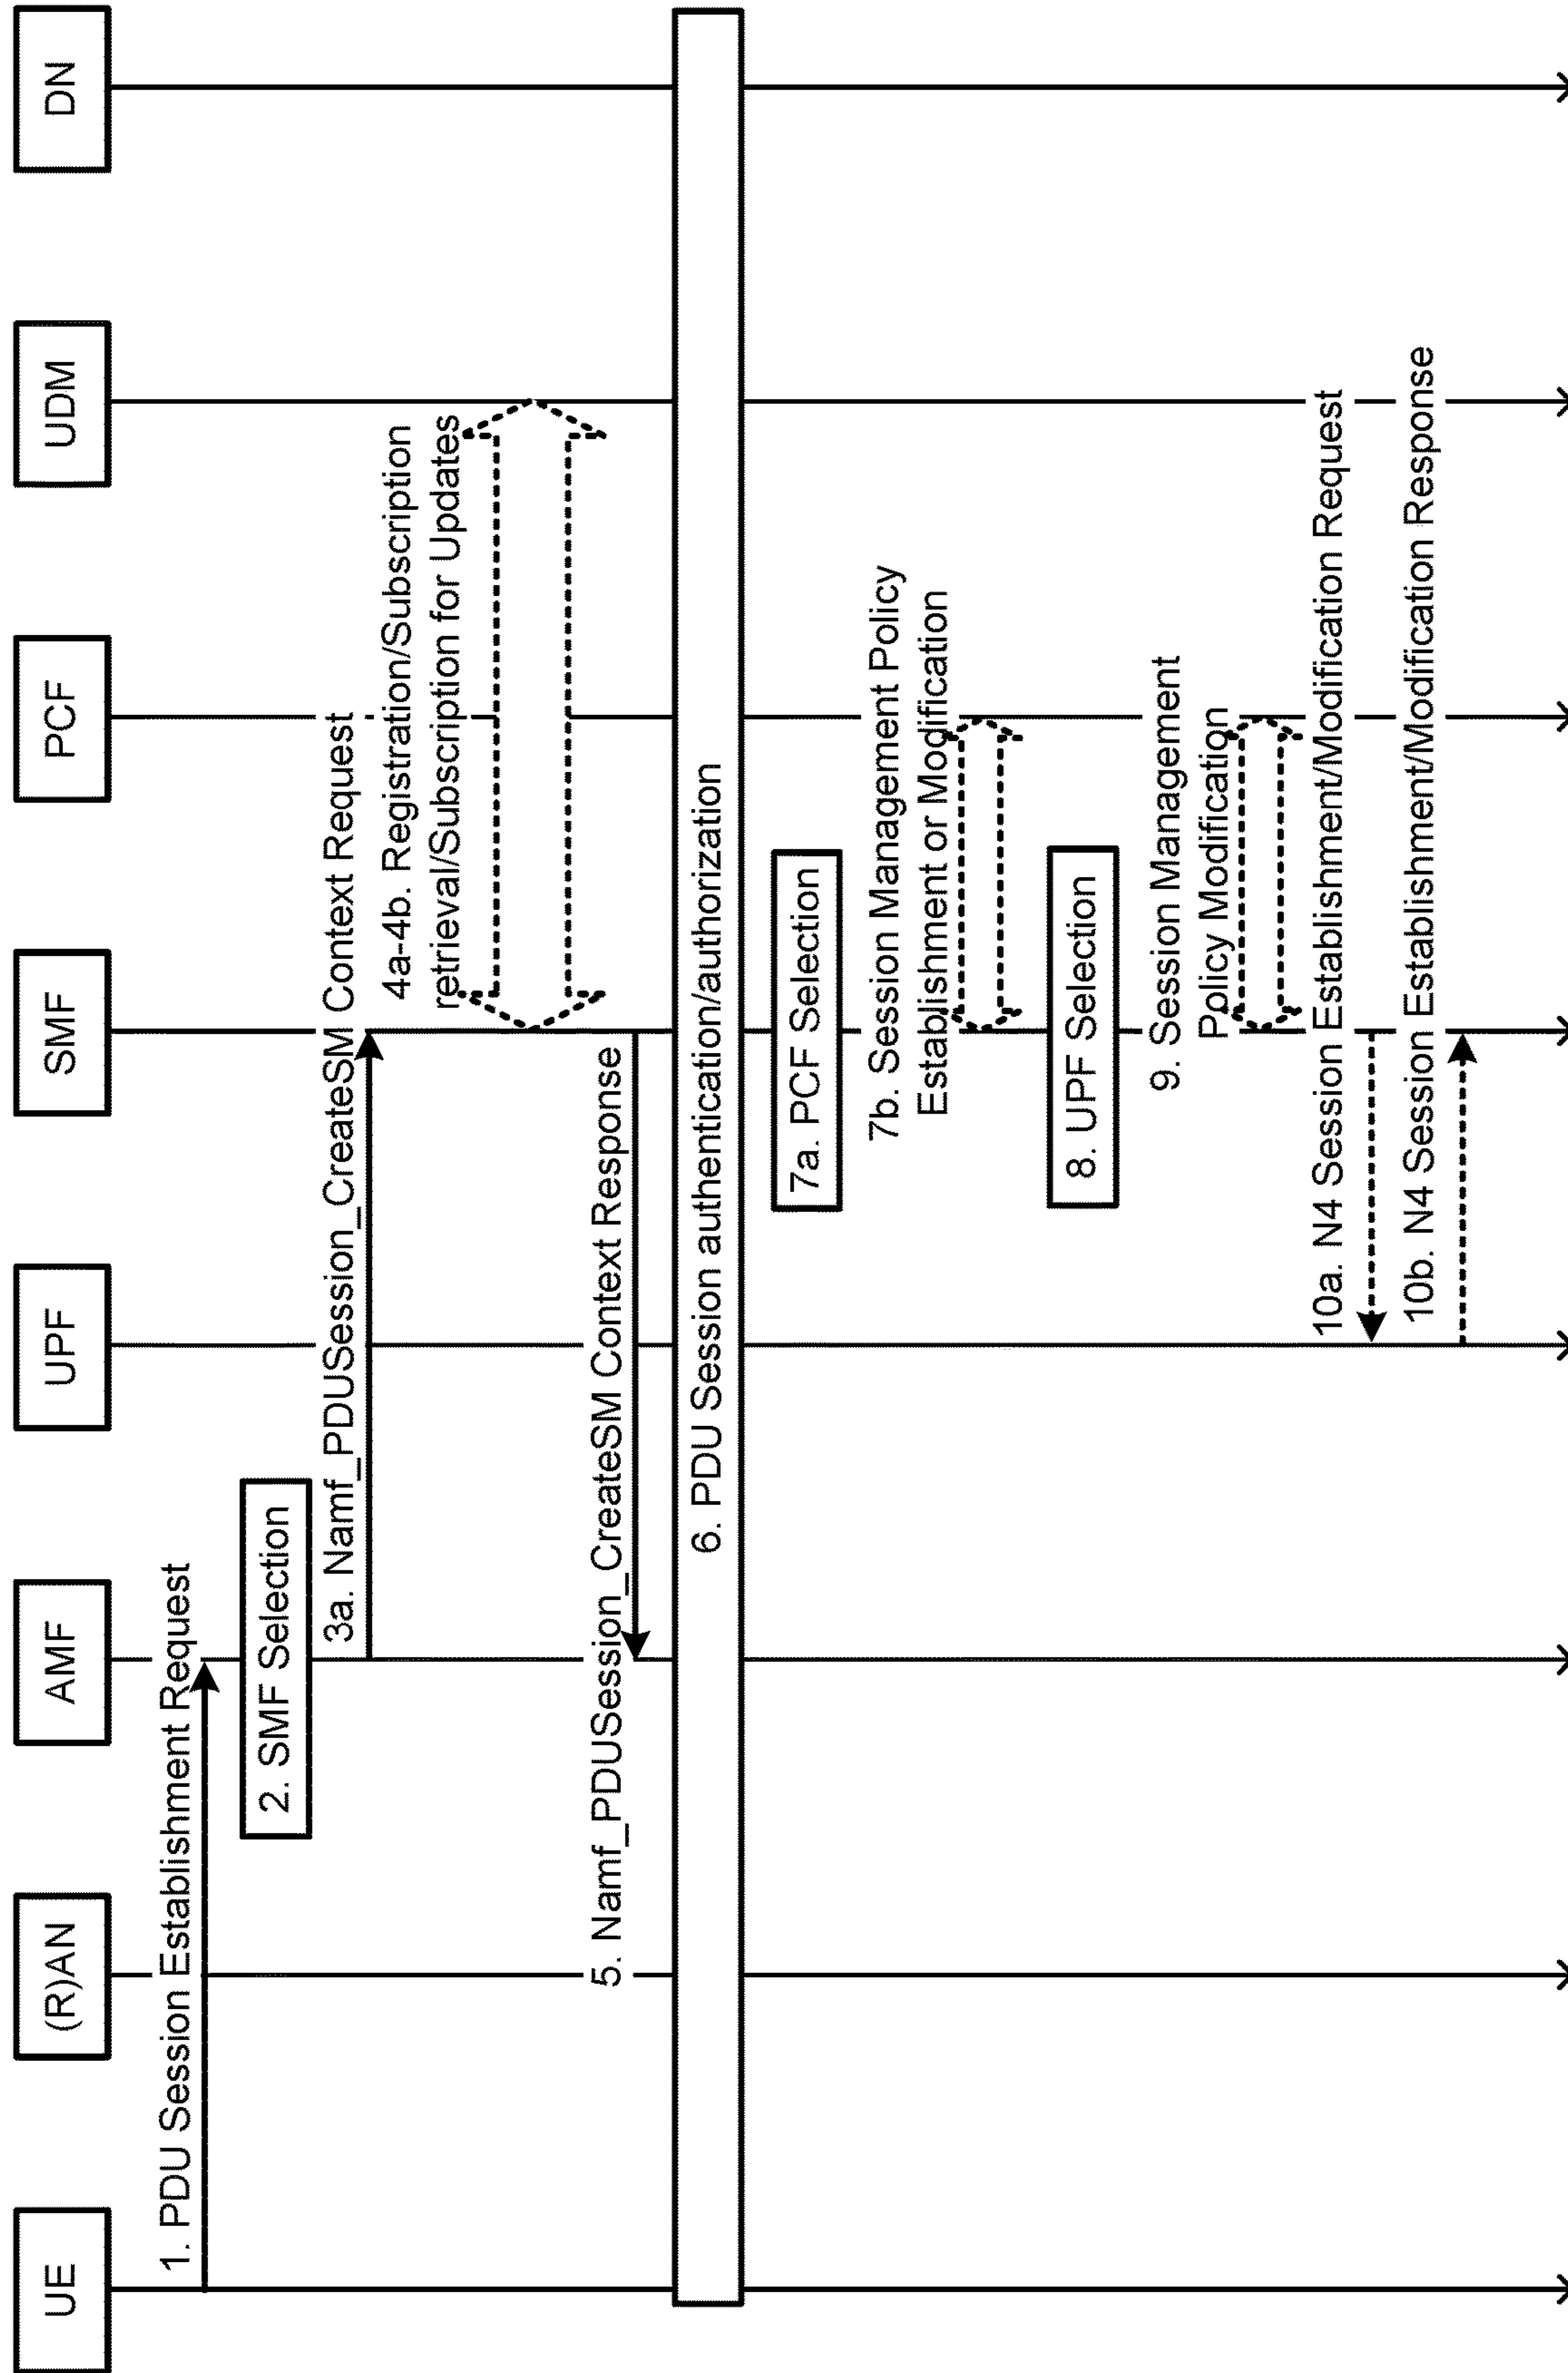 UE
(R)AN
AMF
UPF
SMF
PCF
UDM
DN
1. PDU Session Establishment Request
2. SMF Selection
3a. Namf_PDUSession_CreateSM Context Request
4a-4b. Registration/Subscription
retrieval/Subscription for Updates
5. Namf_PDUSession_CreateSM Context Response
6. PDU Session authentication/authorization
7a. PCF Selection
7b. Session Management Policy
Establishment or Modification
8. UPF Selection
9. Session Management
Policy Modification
10a. N4 Session Establishment/Modification Request
10b. N4 Session Establishment/Modification Response